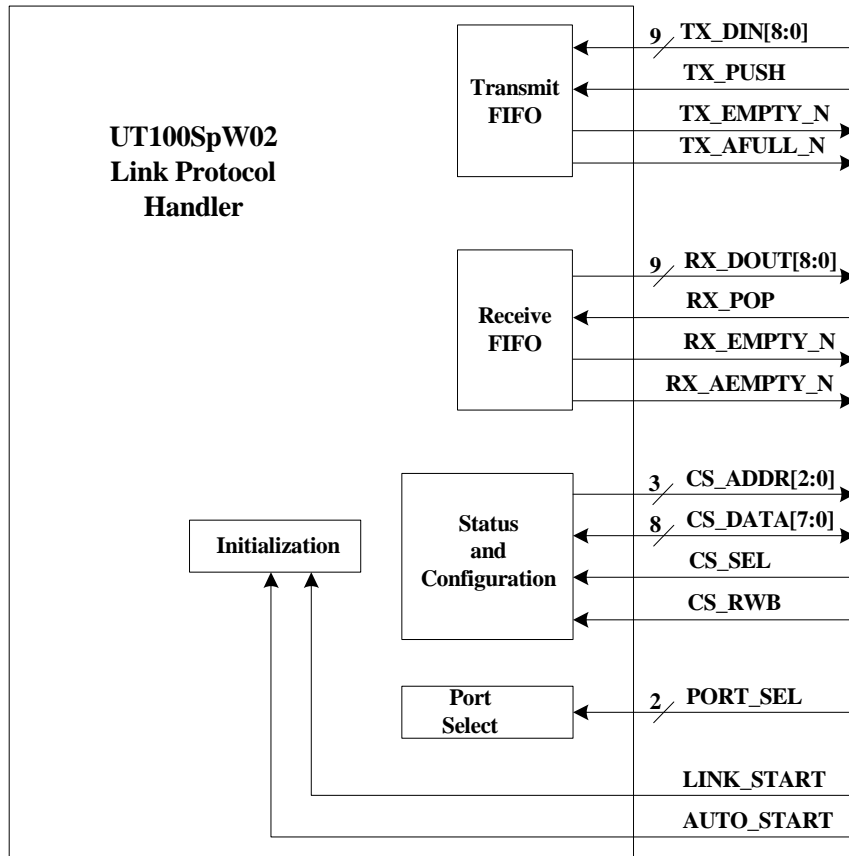 UT100SpW02
Link Protocol
Handler
Transmit
FIFO
9
TX_DIN[8:0]
TX_PUSH
TX_EMPTY_N
TX_AFULL_N
Receive
FIFO
9
RX_DOUT[8:0]
RX_POP
RX_EMPTY_N
RX_AEMPTY_N
Initialization
Status
and
Configuration
3
CS_ADDR[2:0]
8
CS_DATA[7:0]
CS_SEL
CS_RWB
Port
Select
2
PORT_SEL
LINK_START
AUTO_START